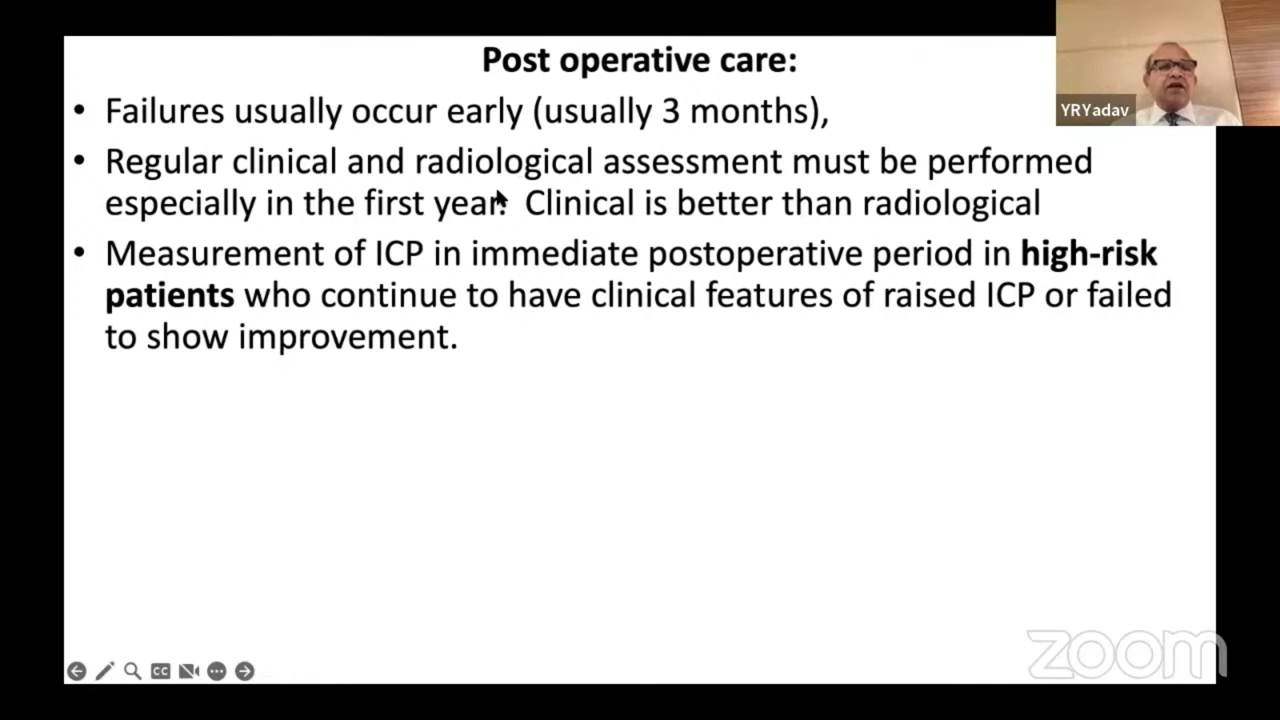 Post operative care:
YRYadav
• Failures usually occur early (usually 3 months),
• Regular clinical and radiological assessment must be performed
especially in the first year. Clinical is better than radiological
• Measurement of ICP in immediate postoperative period in high-risk
patients who continue to have clinical features of raised ICP or failed
to show improvement.
CC
zoom